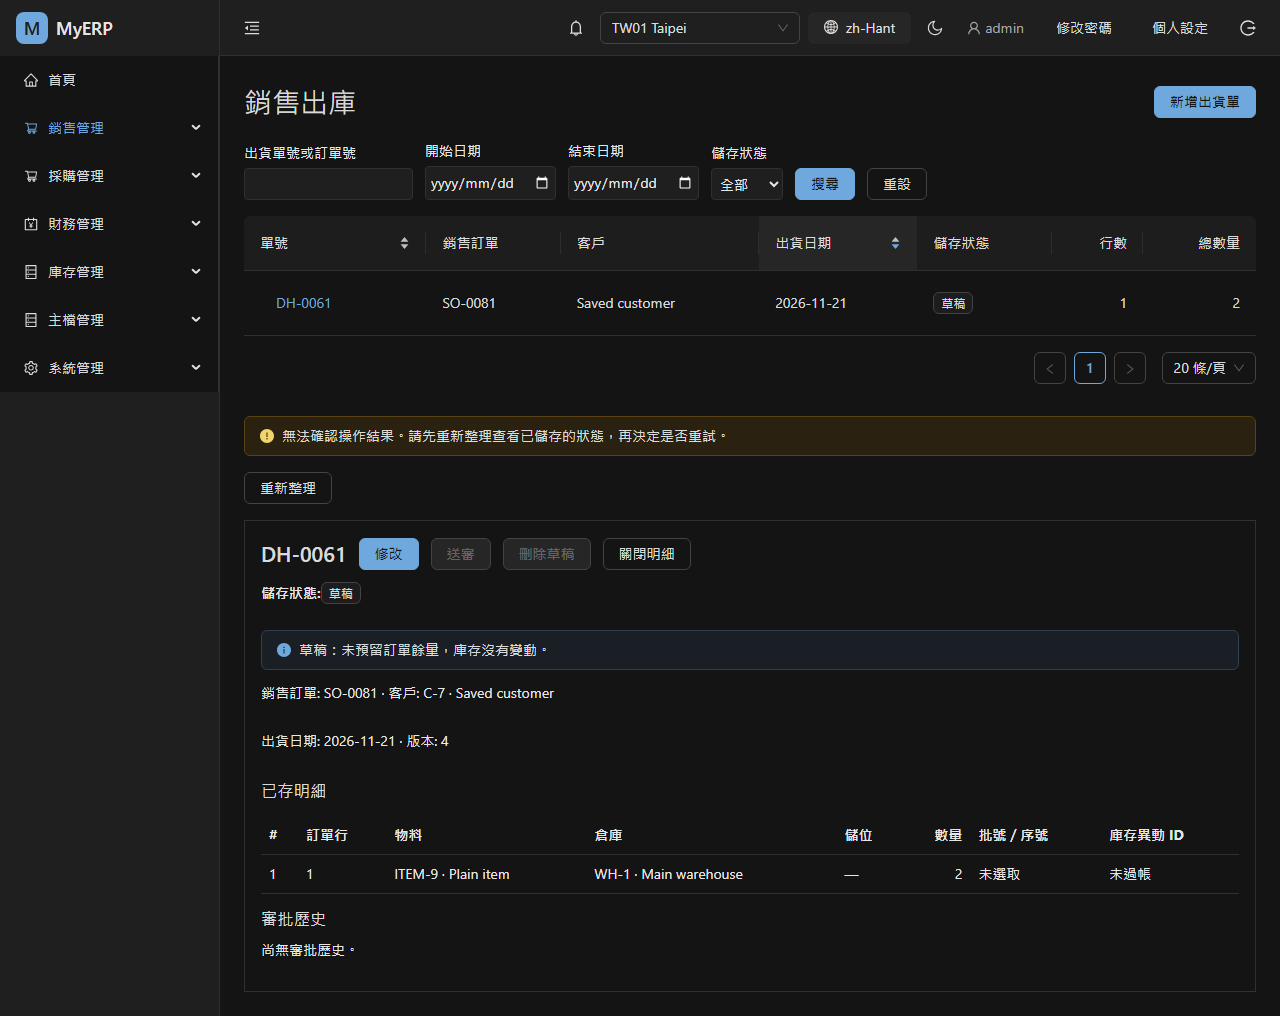 M MyERP
TW01 Taipei
zh-Hant
admin
修改密碼
個人設定
首頁
銷售管理
採購管理
財務管理
庫存管理
主檔管理
系統管理
銷售出庫
新增出貨單
出貨單號或訂單號
開始日期
結束日期
儲存狀態
yyyy/mm/dd
yyyy/mm/dd
全部
搜尋
重設
單號 銷售訂單 客戶 出貨日期 儲存狀態 行數 總數量
DH-0061 SO-0081 Saved customer 2026-11-21 草稿 1 2
< 1 > 20 條/頁
無法確認操作結果。請先重新整理查看已儲存的狀態，再決定是否重試。
重新整理
DH-0061 修改 送審 刪除草稿 關閉明細
儲存狀態: 草稿
草稿：未預留訂單餘量，庫存沒有變動。
銷售訂單: SO-0081 · 客戶: C-7 · Saved customer
出貨日期: 2026-11-21 · 版本: 4
已存明細
# 訂單行 物料 倉庫 儲位 數量 批號 / 序號 庫存異動 ID
1 1 ITEM-9 · Plain item WH-1 · Main warehouse — 2 未選取 未過帳
審批歷史
尚無審批歷史。